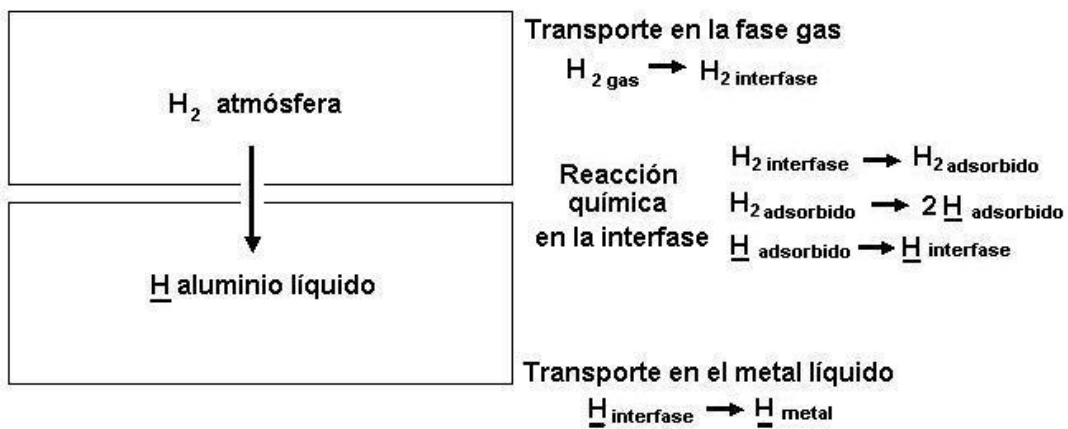 Transporte en la fase gas
H2 gas → H2 interfase
H2 atmósfera
H2 interfase → H2 adsorbido
Reacción
química
en la interfase
H2 adsorbido → 2 H adsorbido
H adsorbido → H interfase
H aluminio líquido
Transporte en el metal líquido
H interfase → H metal